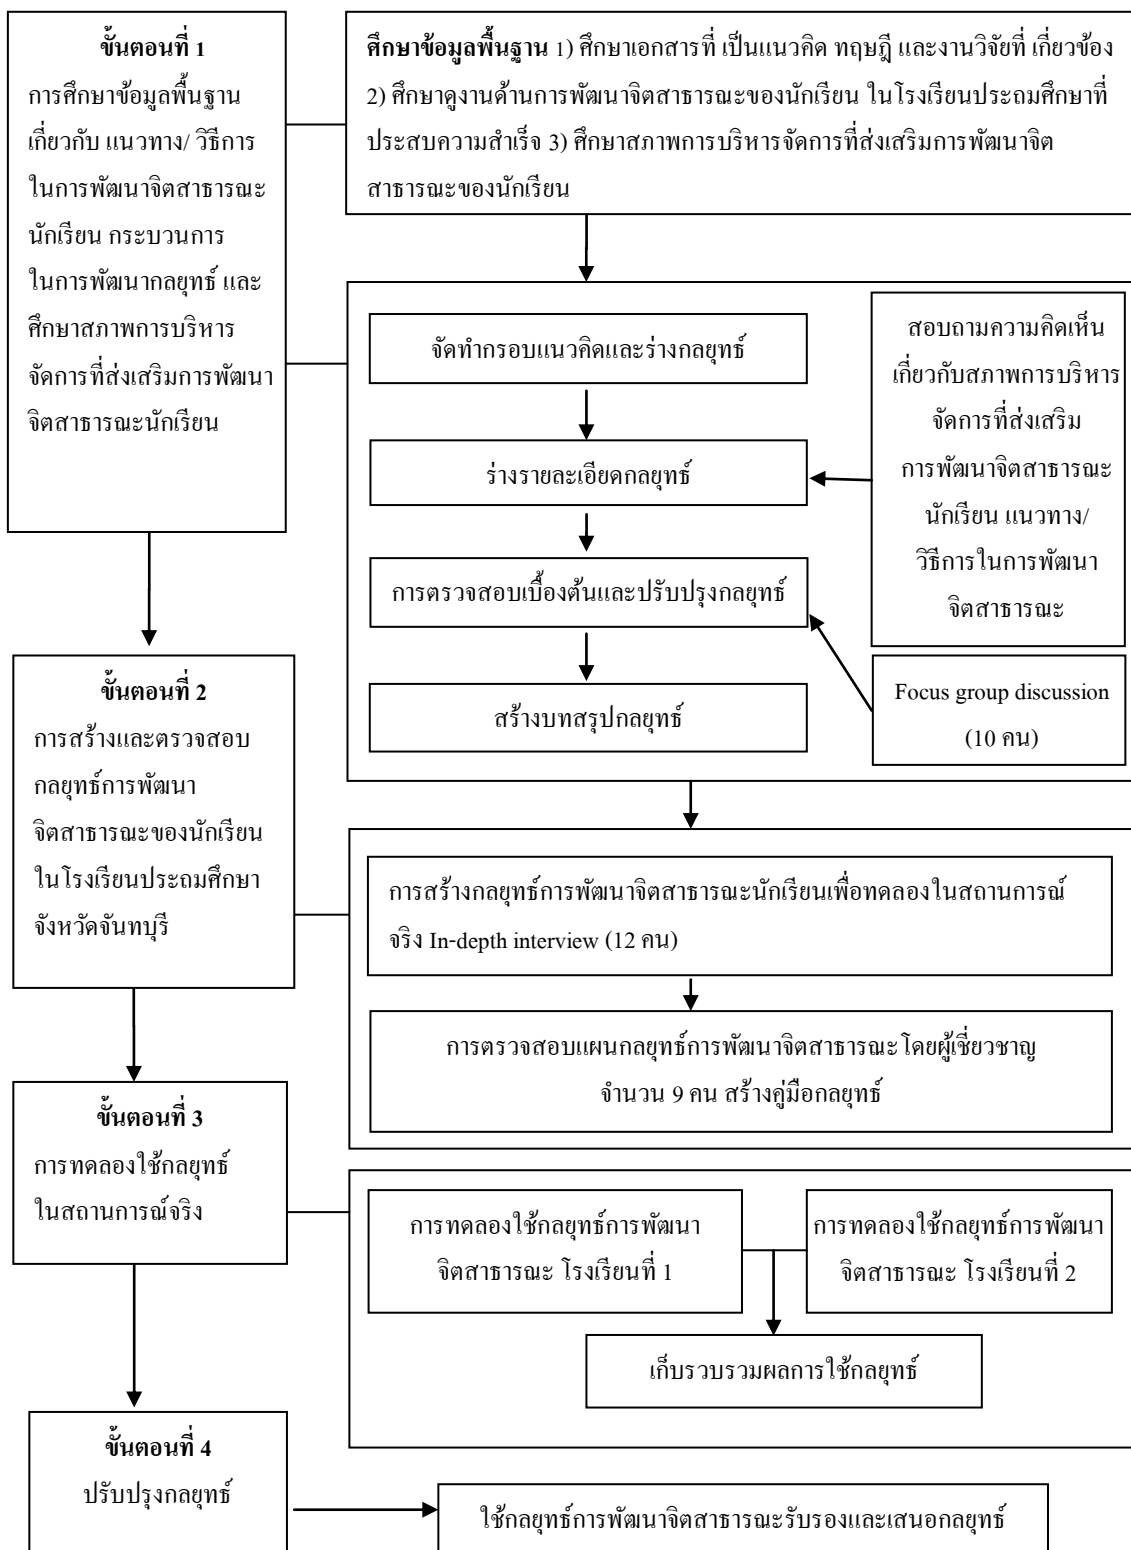 ขั้นตอนที่ 1
การศึกษาข้อมูลพื้นฐาน
เกี่ยวกับ แนวทาง/ วิธีการ
ในการพัฒนาจิตสาธารณะ
นักเรียน กระบวนการ
ในการพัฒนากลยุทธ์ และ
ศึกษาสภาพการบริหาร
จัดการที่ส่งเสริมการพัฒนา
จิตสาธารณะนักเรียน
ศึกษาข้อมูลพื้นฐาน 1) ศึกษาเอกสารที่ เป็นแนวคิด ทฤษฎี และงานวิจัยที่ เกี่ยวข้อง
2) ศึกษาดูงานด้านการพัฒนาจิตสาธารณะของนักเรียน ในโรงเรียนประถมศึกษาที่
ประสบความสำเร็จ 3) ศึกษาสภาพการบริหารจัดการที่ส่งเสริมการพัฒนาจิต
สาธารณะของนักเรียน
จัดทำกรอบแนวคิดและร่างกลยุทธ์
ร่างรายละเอียดกลยุทธ์
การตรวจสอบเบื้องต้นและปรับปรุงกลยุทธ์
สร้างบทสรุปกลยุทธ์
สอบถามความคิดเห็น
เกี่ยวกับสภาพการบริหาร
จัดการที่ส่งเสริม
การพัฒนาจิตสาธารณะ
นักเรียน แนวทาง/
วิธีการในการพัฒนา
จิตสาธารณะ
Focus group discussion
(10 คน)
ขั้นตอนที่ 2
การสร้างและตรวจสอบ
กลยุทธ์การพัฒนา
จิตสาธารณะของนักเรียน
ในโรงเรียนประถมศึกษา
จังหวัดจันทบุรี
การสร้างกลยุทธ์การพัฒนาจิตสาธารณะนักเรียนเพื่อทดลองในสถานการณ์
จริง In-depth interview (12 คน)
การตรวจสอบแผนกลยุทธ์การพัฒนาจิตสาธารณะโดยผู้เชี่ยวชาญ
จำนวน 9 คน สร้างคู่มือกลยุทธ์
ขั้นตอนที่ 3
การทดลองใช้กลยุทธ์
ในสถานการณ์จริง
การทดลองใช้กลยุทธ์การพัฒนา
จิตสาธารณะ โรงเรียนที่ 1
การทดลองใช้กลยุทธ์การพัฒนา
จิตสาธารณะ โรงเรียนที่ 2
เก็บรวบรวมผลการใช้กลยุทธ์
ขั้นตอนที่ 4
ปรับปรุงกลยุทธ์
ใช้กลยุทธ์การพัฒนาจิตสาธารณะรับรองและเสนอกลยุทธ์